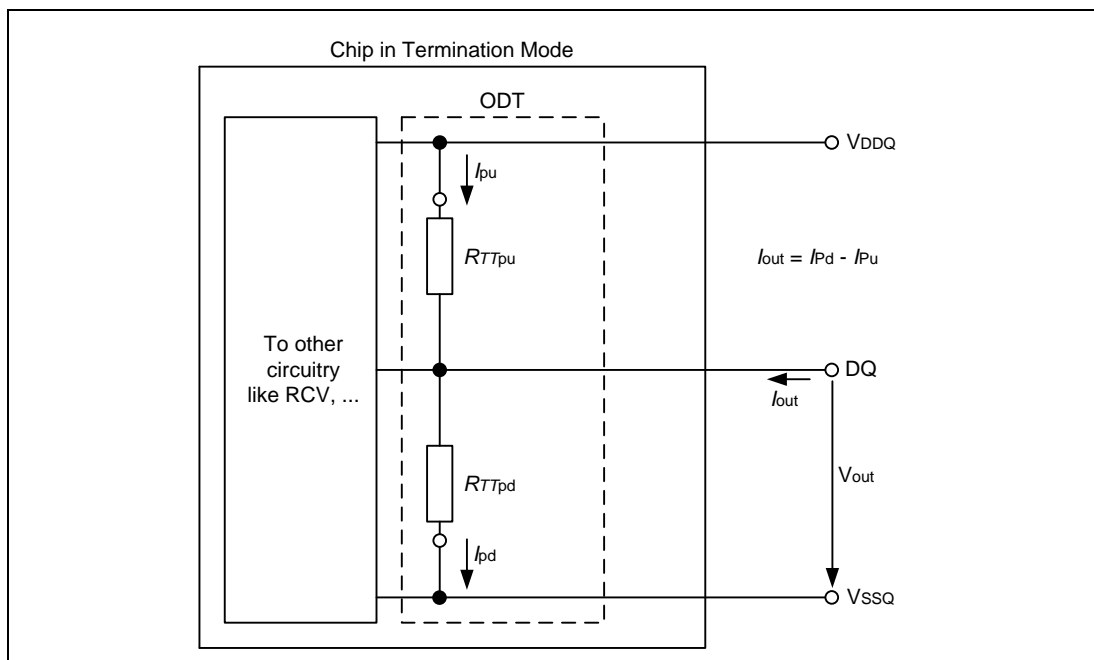 Chip in Termination Mode
ODT
VDDQ
Ipu
RTTpu
Iout = IPd - IPu
To other
circuitry
like RCV, ...
DQ
Iout
RTTpd
Vout
Ipd
VSSQ